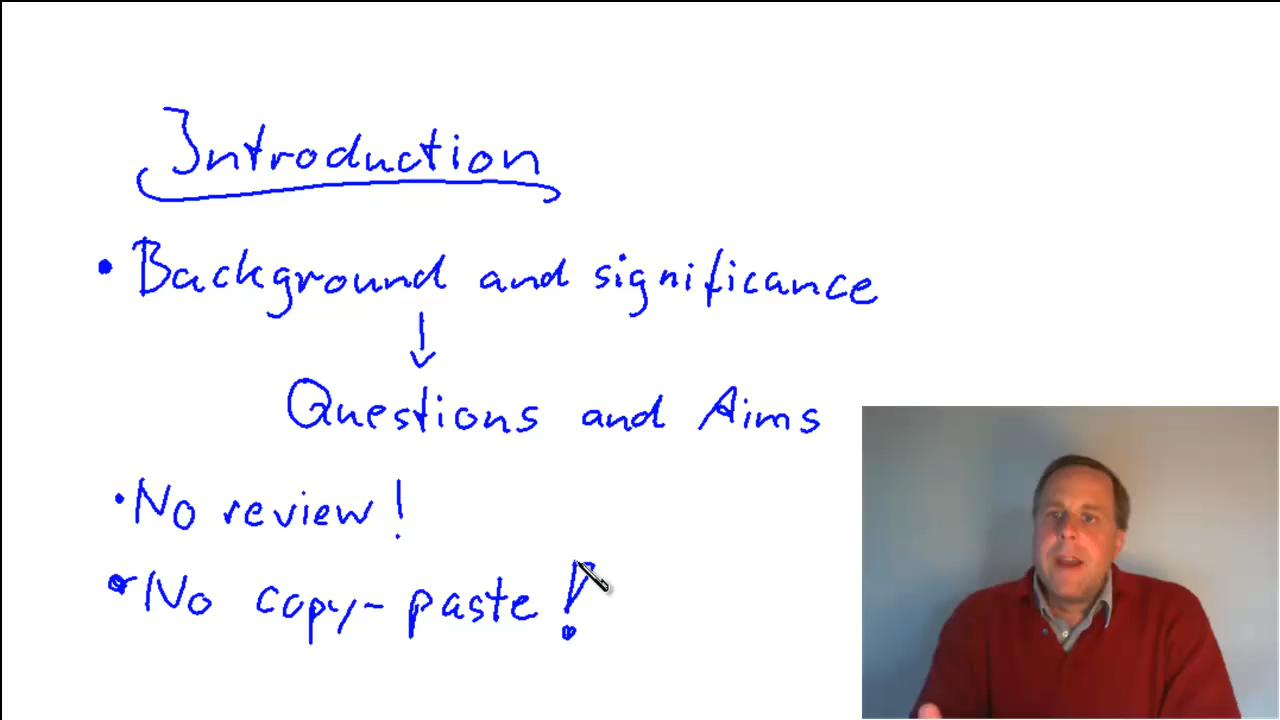 Introduction
• Background and significance
↓
Questions and Aims
• No review!
• No copy-paste!